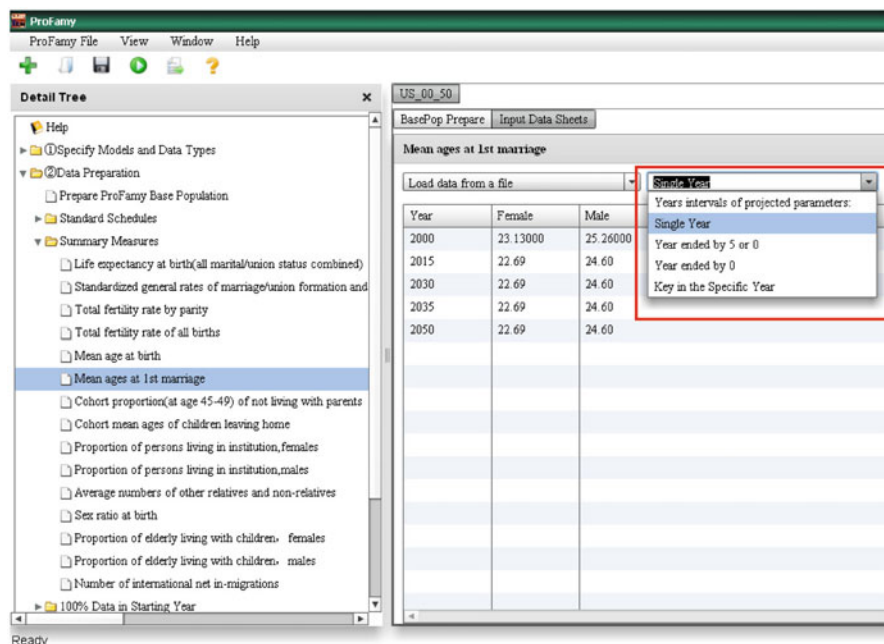 ProFamy
ProFamy File View Window Help
Detail Tree x
Help
①Specify Models and Data Types
②Data Preparation
Prepare ProFamy Base Population
Standard Schedules
Summary Measures
Life expectancy at birth(all marital/union status combined)
Standardized general rates of marriage/union formation and
Total fertility rate by parity
Total fertility rate of all births
Mean age at birth
Mean ages at 1st marriage
Cohort proportion(at age 45-49) of not living with parents
Cohort mean ages of children leaving home
Proportion of persons living in institution,females
Proportion of persons living in institution,males
Average numbers of other relatives and non-relatives
Sex ratio at birth
Proportion of elderly living with children， females
Proportion of elderly living with children， males
Number of international net in-migrations
100% Data in Starting Year
Ready
US_00_50
BasePop Prepare Input Data Sheets
Mean ages at 1st marriage
Load data from a file Single Year
Years intervals of projected parameters:
Single Year
Year ended by 5 or 0
Year ended by 0
Key in the Specific Year
Year Female Male
2000 23.13000 25.26000
2015 22.69 24.60
2030 22.69 24.60
2035 22.69 24.60
2050 22.69 24.60